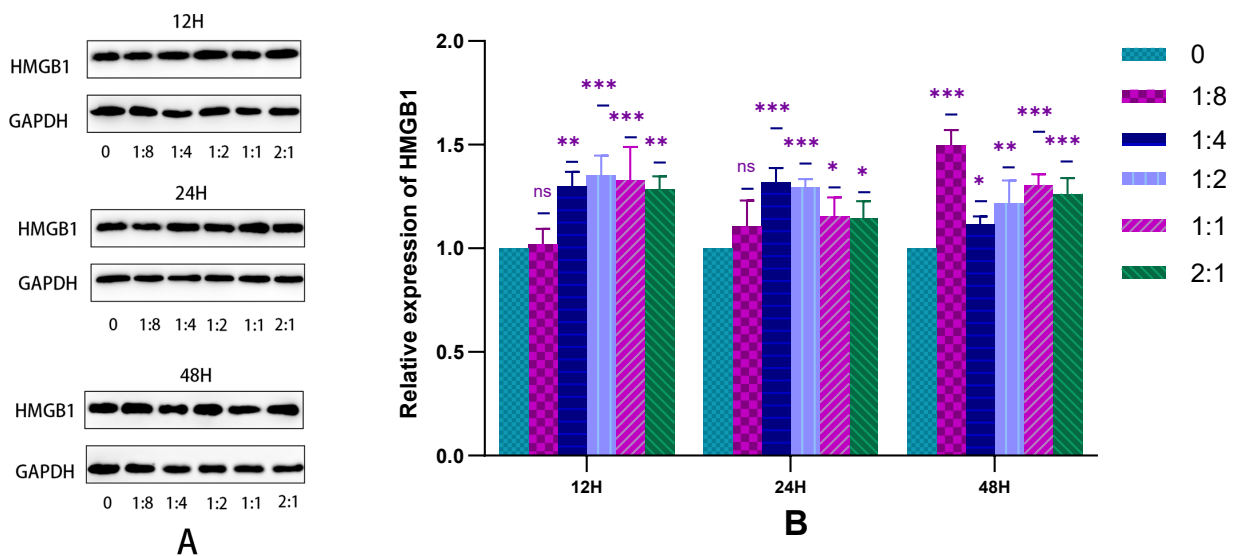 12H
HMGB1
GAPDH
0 1:8 1:4 1:2 1:1 2:1
24H
HMGB1
GAPDH
0 1:8 1:4 1:2 1:1 2:1
48H
HMGB1
GAPDH
0 1:8 1:4 1:2 1:1 2:1
A
Relative expression of HMGB1
2.0
1.5
1.0
0.5
0.0
ns ** *** *** **
ns *** *** * *
*** * ** *** ***
12H 24H 48H
B
0
1:8
1:4
1:2
1:1
2:1